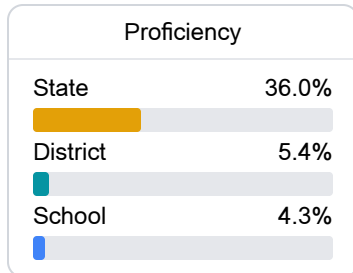 Proficiency
State 36.0%
District 5.4%
School 4.3%